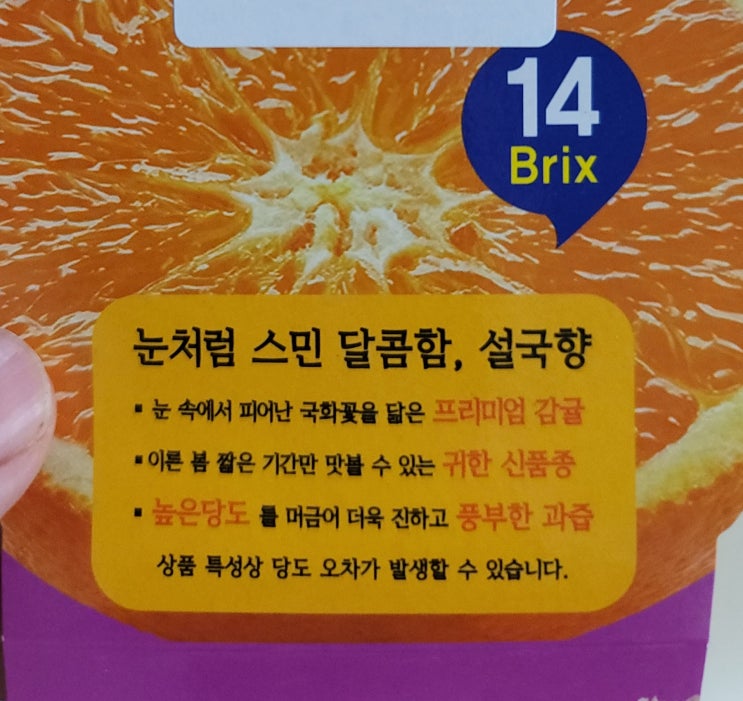 14
Brix
눈처럼 스민 달콤함, 설국향
▪ 눈 속에서 피어난 국화꽃을 닮은 프리미엄 감귤
▪ 이른 봄 짧은 기간만 맛볼 수 있는 귀한 신품종
▪ 높은당도 를 머금어 더욱 진하고 풍부한 과즙
상품 특성상 당도 오차가 발생할 수 있습니다.